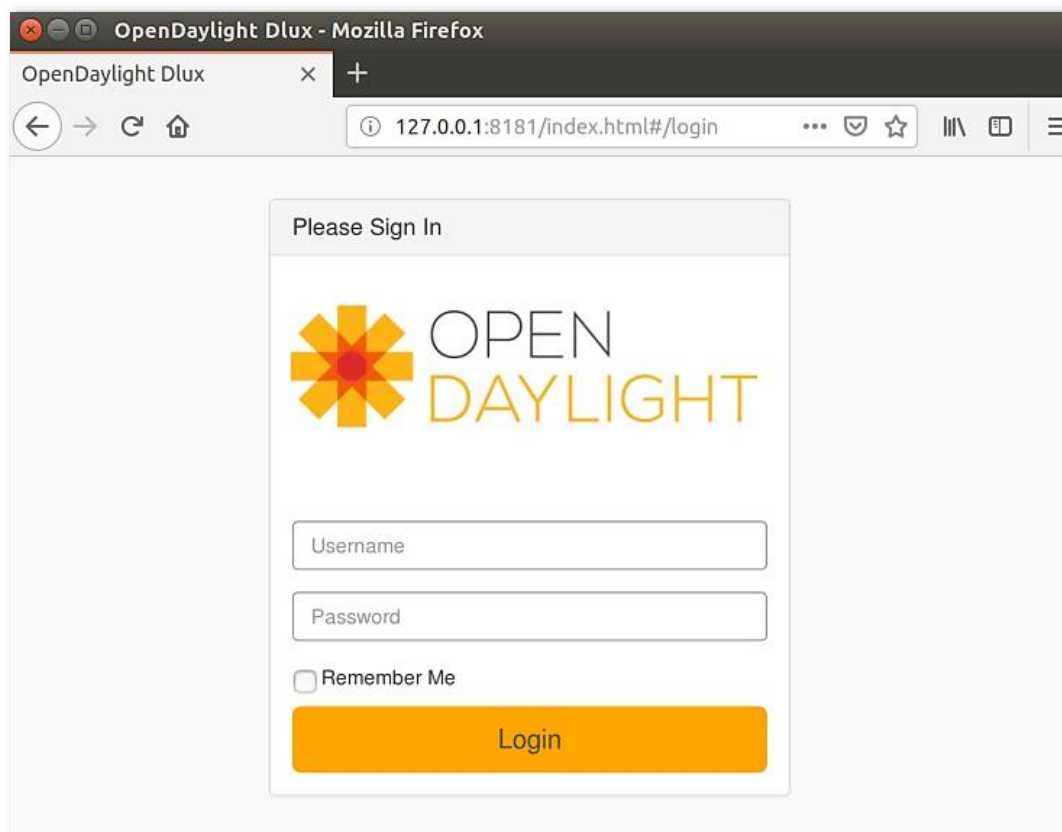 OpenDaylight Dlux - Mozilla Firefox
OpenDaylight Dlux
127.0.0.1:8181/index.html#/login
Please Sign In
OPEN
DAYLIGHT
Username
Password
Remember Me
Login